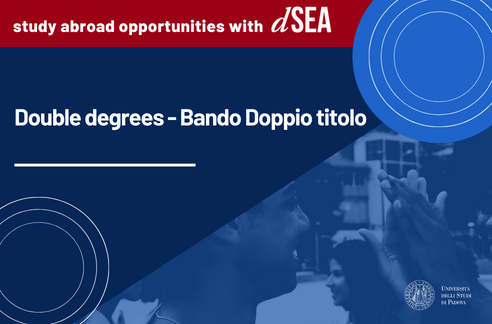 study abroad opportunities with dSEA
Double degrees - Bando Doppio titolo
Università
degli Studi
di Padova